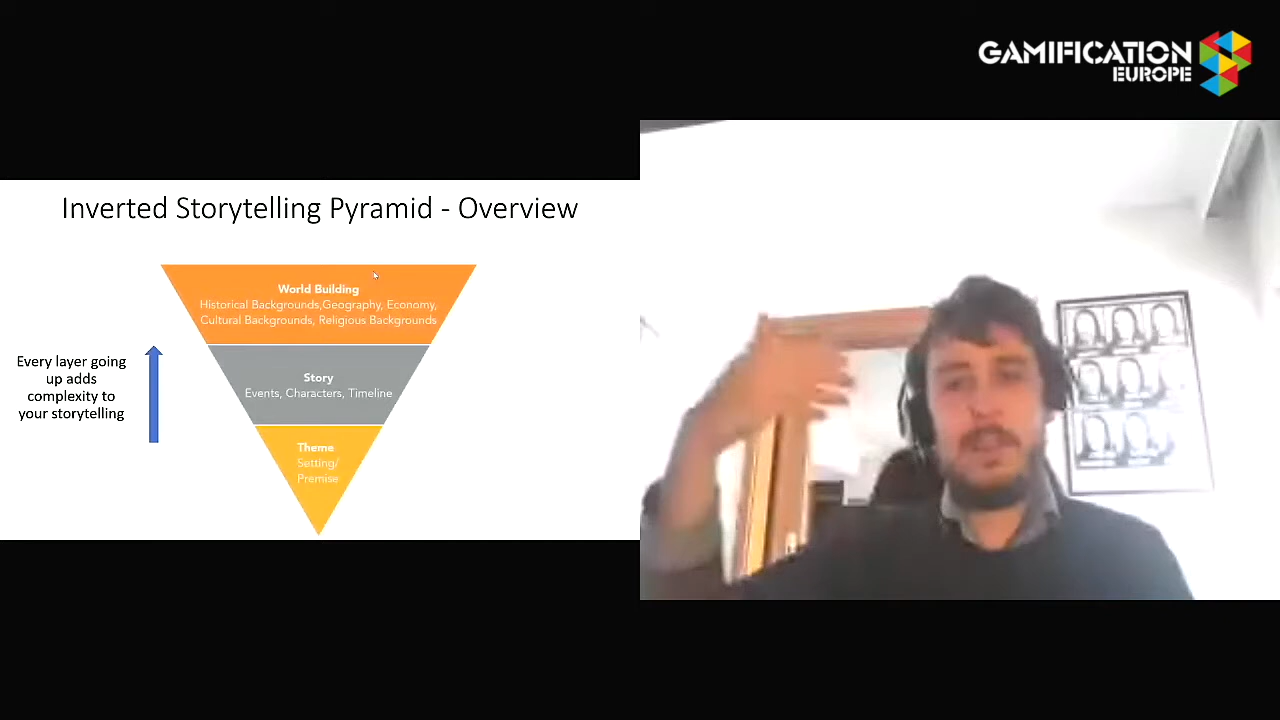 GAMIFICATION
EUROPE
Inverted Storytelling Pyramid - Overview
World Building
Historical Backgrounds,Geography, Economy,
Cultural Backgrounds, Religious Backgrounds
Story
Events, Characters, Timeline
Theme
Setting/
Premise
Every layer going
up adds
complexity to
your storytelling